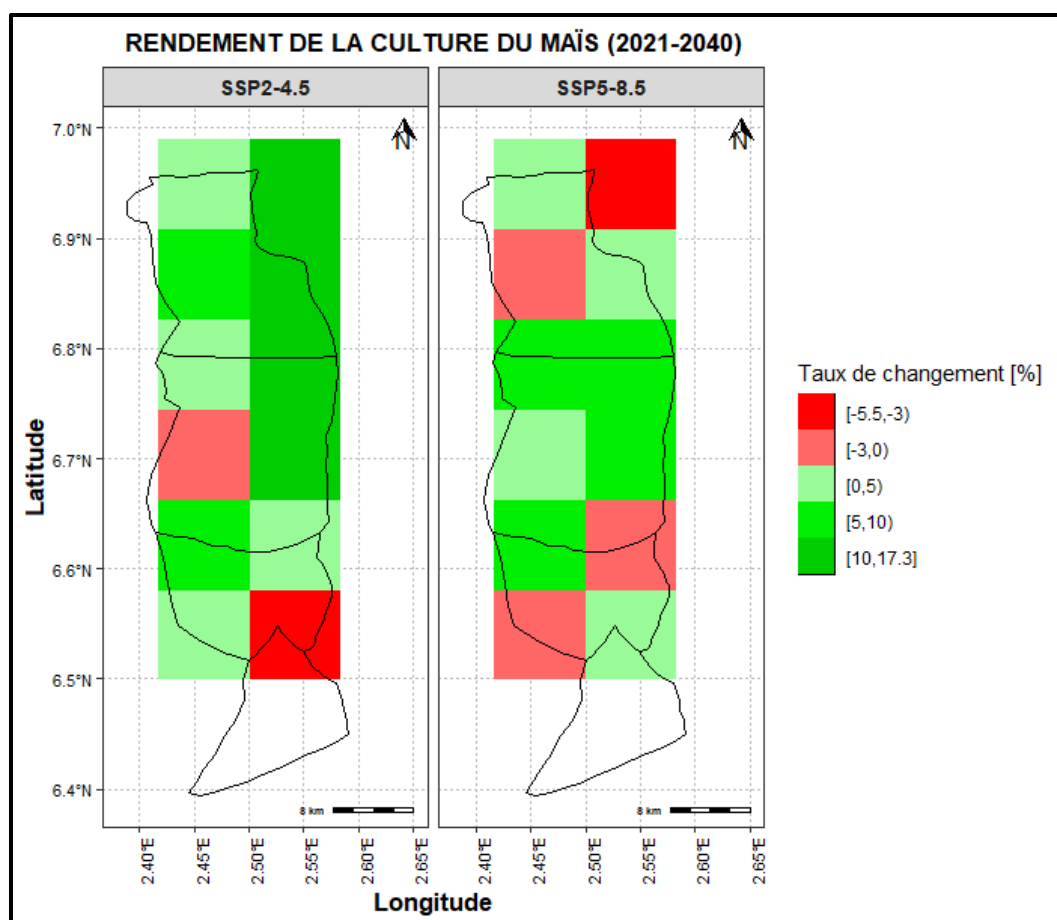 RENDEMENT DE LA CULTURE DU MAÏS (2021-2040)
SSP2-4.5
SSP5-8.5
7.0°N
6.9°N
6.8°N
6.7°N
6.6°N
6.5°N
6.4°N
Latitude
N
N
8 km
8 km
2.40°E
2.45°E
2.50°E
2.55°E
2.60°E
2.65°E
2.40°E
2.45°E
2.50°E
2.55°E
2.60°E
2.65°E
Longitude
Taux de changement [%]
[-5.5,-3)
[-3,0)
[0,5)
[5,10)
[10,17.3]